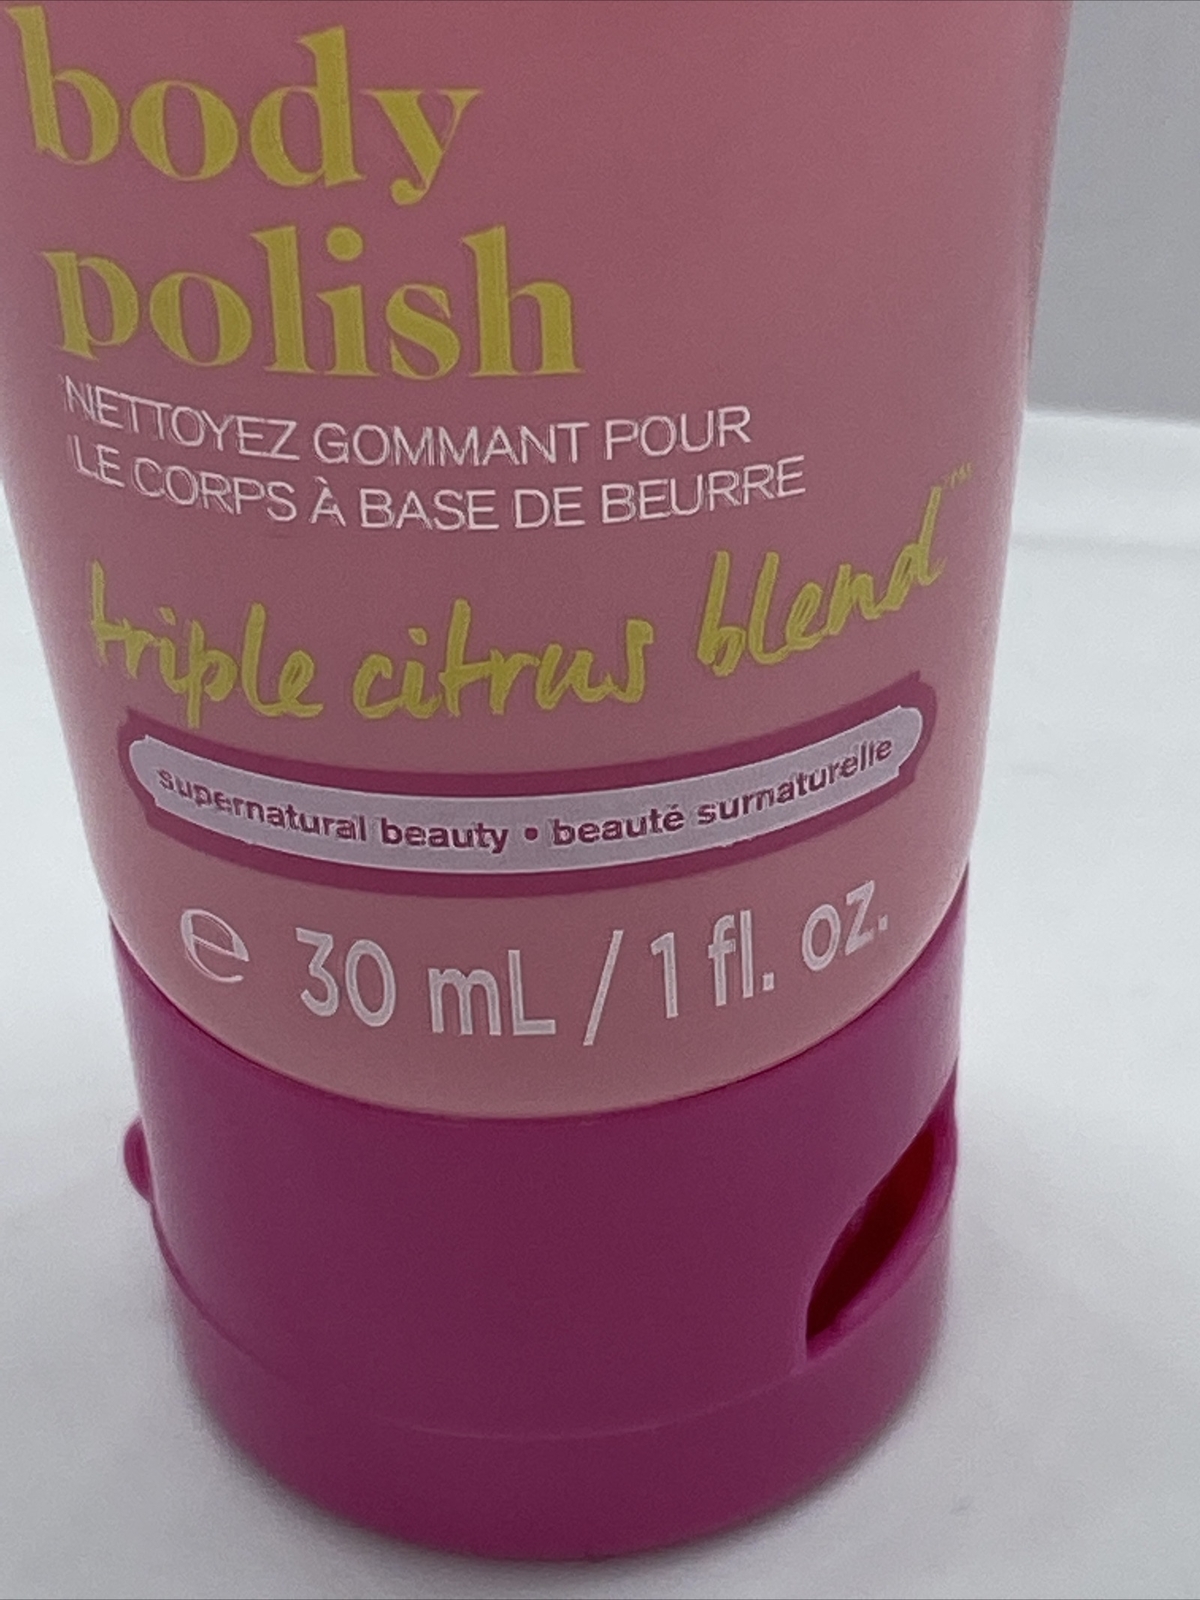 body
polish
NETTOYEZ GOMMANT POUR
LE CORPS À BASE DE BEURRE
triple citrus blend™
supernatural beauty • beauté surnaturelle
℮ 30 mL / 1 fl. oz.